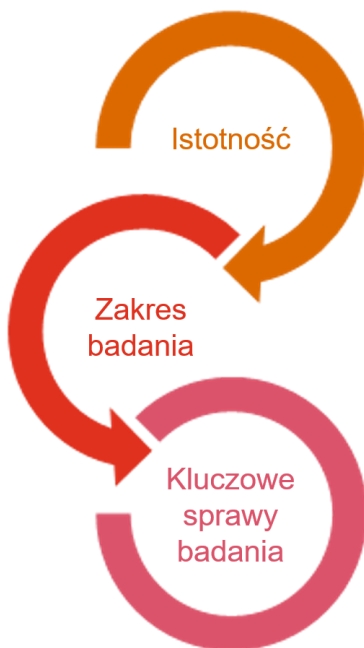 Istotność
Zakres
badania
Kluczowe
sprawy
badania